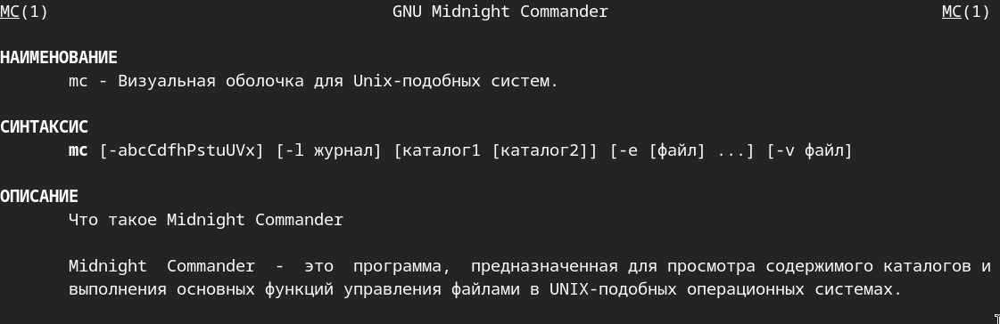 MC(1) GNU Midnight Commander MC(1)
НАИМЕНОВАНИЕ
mc - Визуальная оболочка для Unix-подобных систем.
СИНТАКСИС
mc [-abcCdfhPstuUVx] [-l журнал] [каталог1 [каталог2]] [-e [файл] ...] [-v файл]
ОПИСАНИЕ
Что такое Midnight Commander
Midnight Commander - это программа, предназначенная для просмотра содержимого каталогов и
выполнения основных функций управления файлами в UNIX-подобных операционных системах.